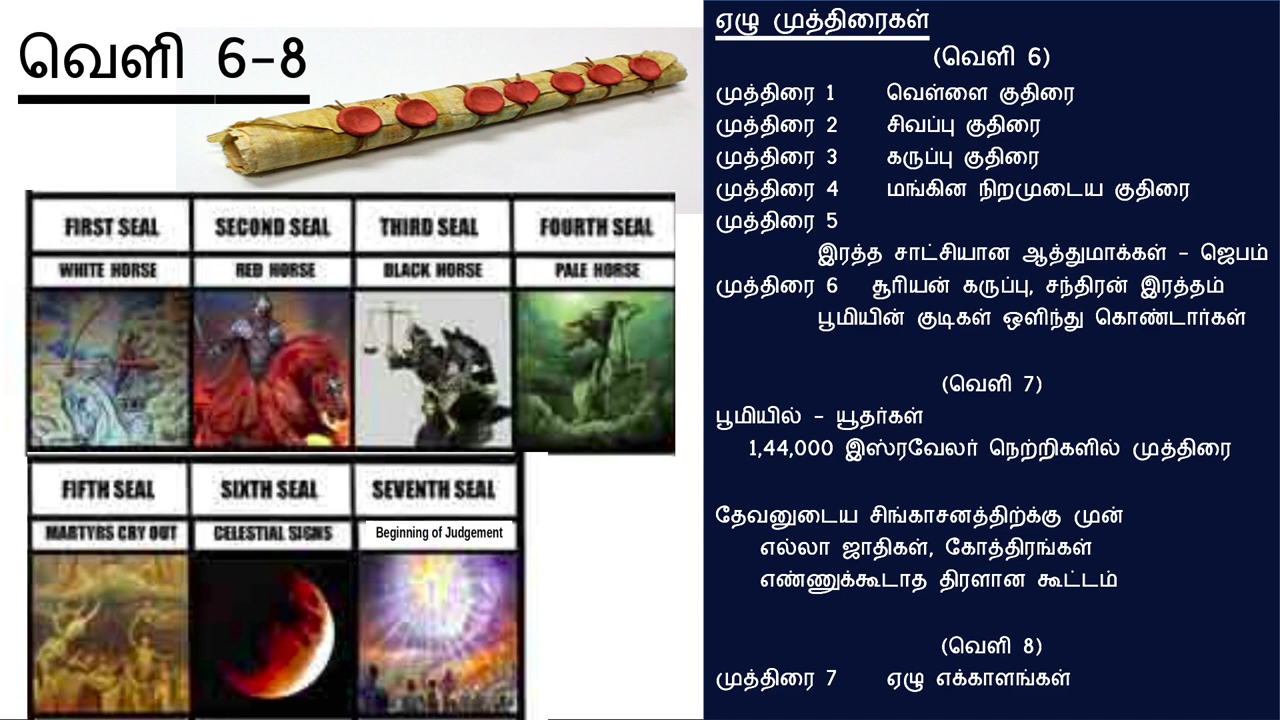 வெளி 6-8
FIRST SEAL
SECOND SEAL
THIRD SEAL
FOURTH SEAL
WHITE HORSE
RED HORSE
BLACK HORSE
PALE HORSE
FIFTH SEAL
SIXTH SEAL
SEVENTH SEAL
MARTYRS CRY OUT
CELESTIAL SIGNS
Beginning of Judgement
ஏழு முத்திரைகள்
(வெளி 6)
முத்திரை 1 வெள்ளை குதிரை
முத்திரை 2 சிவப்பு குதிரை
முத்திரை 3 கருப்பு குதிரை
முத்திரை 4 மங்கின நிறமுடைய குதிரை
முத்திரை 5
இரத்த சாட்சியான ஆத்துமாக்கள் - ஜெபம்
முத்திரை 6 சூரியன் கருப்பு, சந்திரன் இரத்தம்
பூமியின் குடிகள் ஒளிந்து கொண்டார்கள்
(வெளி 7)
பூமியில் - யூதர்கள்
1,44,000 இஸ்ரவேலர் நெற்றிகளில் முத்திரை
தேவனுடைய சிங்காசனத்திற்க்கு முன்
எல்லா ஜாதிகள், கோத்திரங்கள்
எண்ணுக்கூடாத திரளான கூட்டம்
(வெளி 8)
முத்திரை 7 ஏழு எக்காளங்கள்